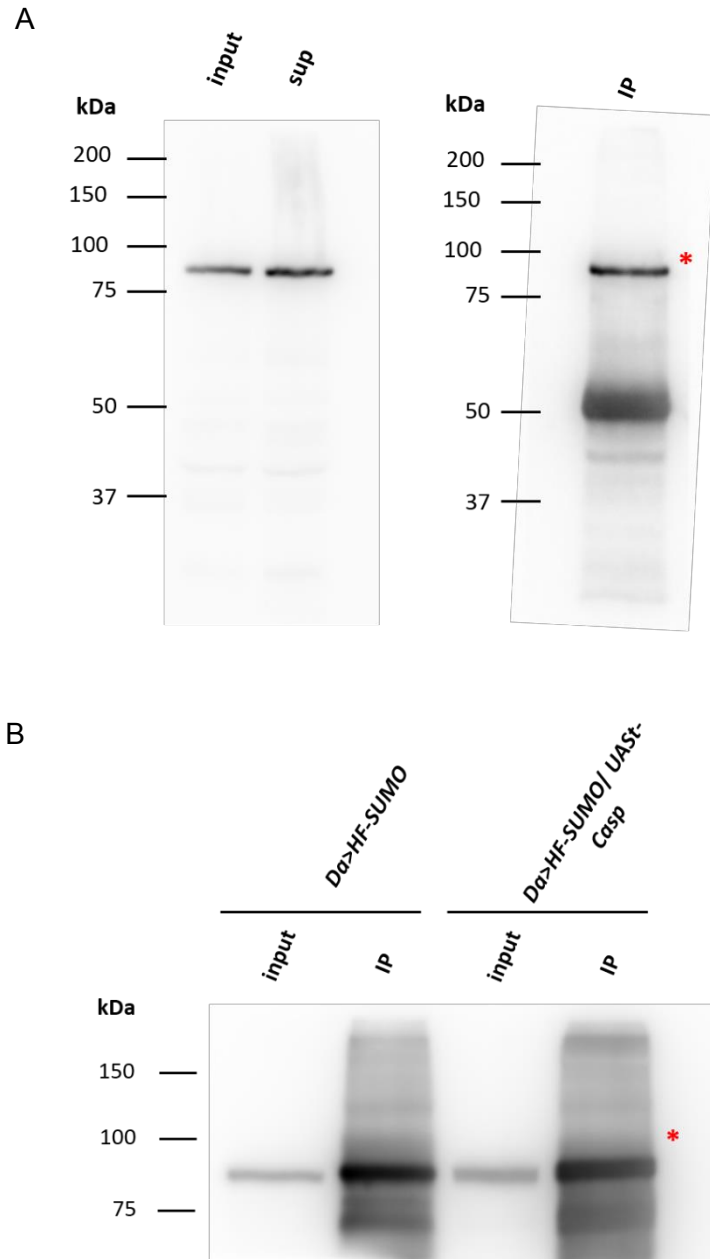 A
input sup
kDa
200
150
100
75
50
37
IP
kDa
200
150
100
*
75
50
37
B
Da>HF-SUMO
Da>HF-SUMO/ UASt-
Casp
input IP input IP
kDa
150
100
*
75